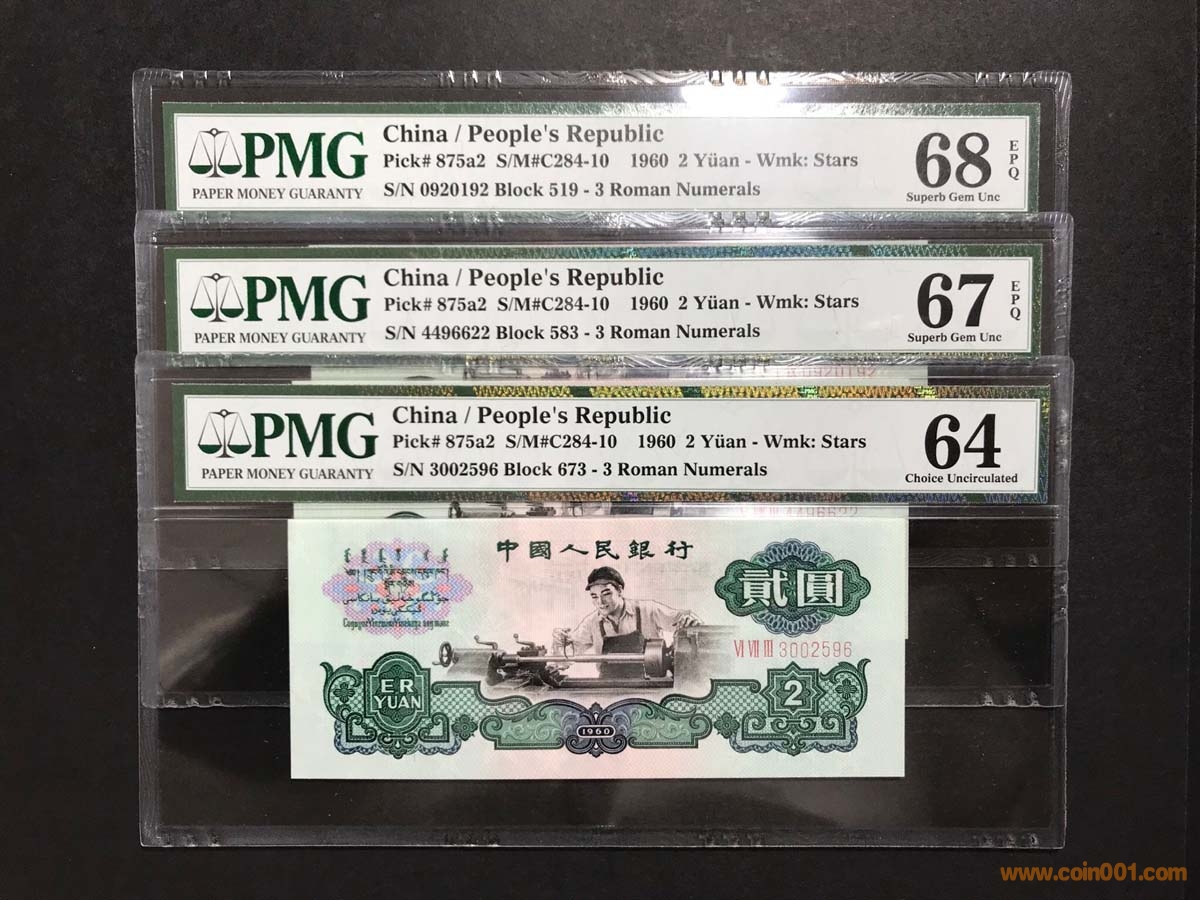 PMG
PAPER MONEY GUARANTY
China / People's Republic
Pick# 875a2 S/M#C284-10 1960 2 Yüan - Wmk: Stars
S/N 0920192 Block 519 - 3 Roman Numerals
68
EPQ
Superb Gem Unc
PMG
PAPER MONEY GUARANTY
China / People's Republic
Pick# 875a2 S/M#C284-10 1960 2 Yüan - Wmk: Stars
S/N 4496622 Block 583 - 3 Roman Numerals
67
EPQ
Superb Gem Unc
0920192
PMG
PAPER MONEY GUARANTY
China / People's Republic
Pick# 875a2 S/M#C284-10 1960 2 Yüan - Wmk: Stars
S/N 3002596 Block 673 - 3 Roman Numerals
64
Choice Uncirculated
4496622
中國人民銀行
貳圓
VI VII III 3002596
ER
YUAN
2
1960
www.coin001.com